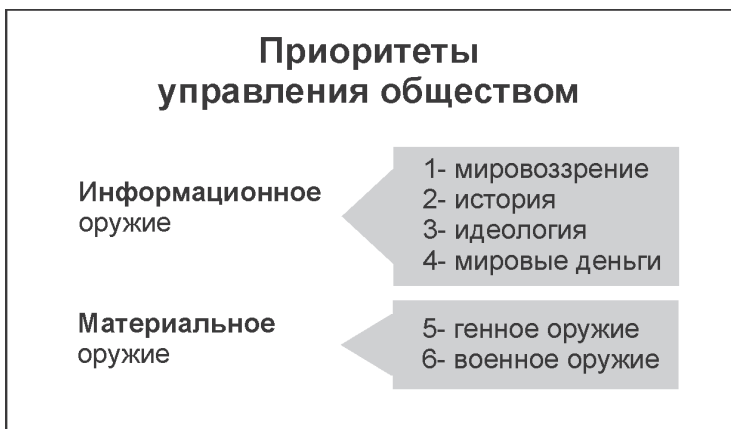 Приоритеты
управления обществом
Информационное
оружие
1- мировоззрение
2- история
3- идеология
4- мировые деньги
Материальное
оружие
5- генное оружие
6- военное оружие